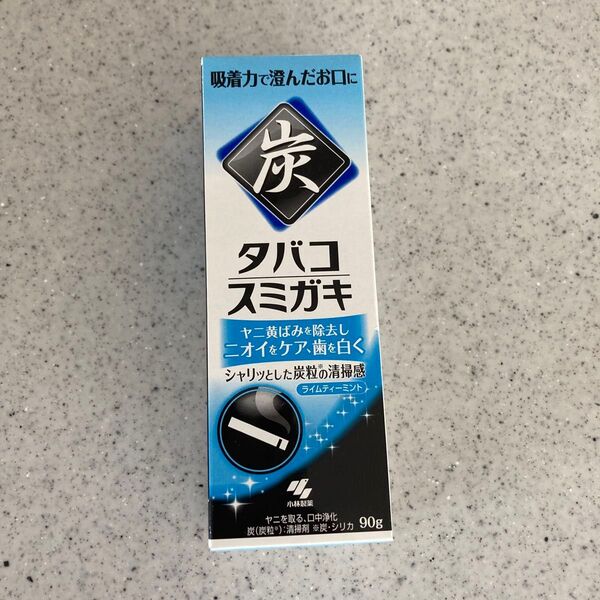 吸着力で澄んだお口に
炭
タバコ
スミガキ
ヤニ黄ばみを除去し
ニオイをケア、歯を白く
シャリッとした炭粒※の清掃感
ライムティーミント
小林製薬
ヤニを取る、口中浄化
炭(炭粒※):清掃剤 ※炭・シリカ 90g